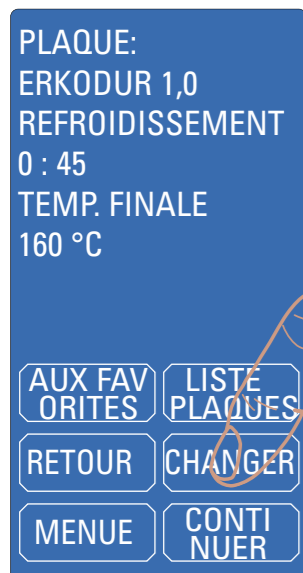 PLAQUE:
ERKODUR 1,0
REFROIDISSEMENT
0 : 45
TEMP. FINALE
160 °C
AUX FAV
ORITES
LISTE
PLAQUES
RETOUR
CHANGER
MENUE
CONTI
NUER